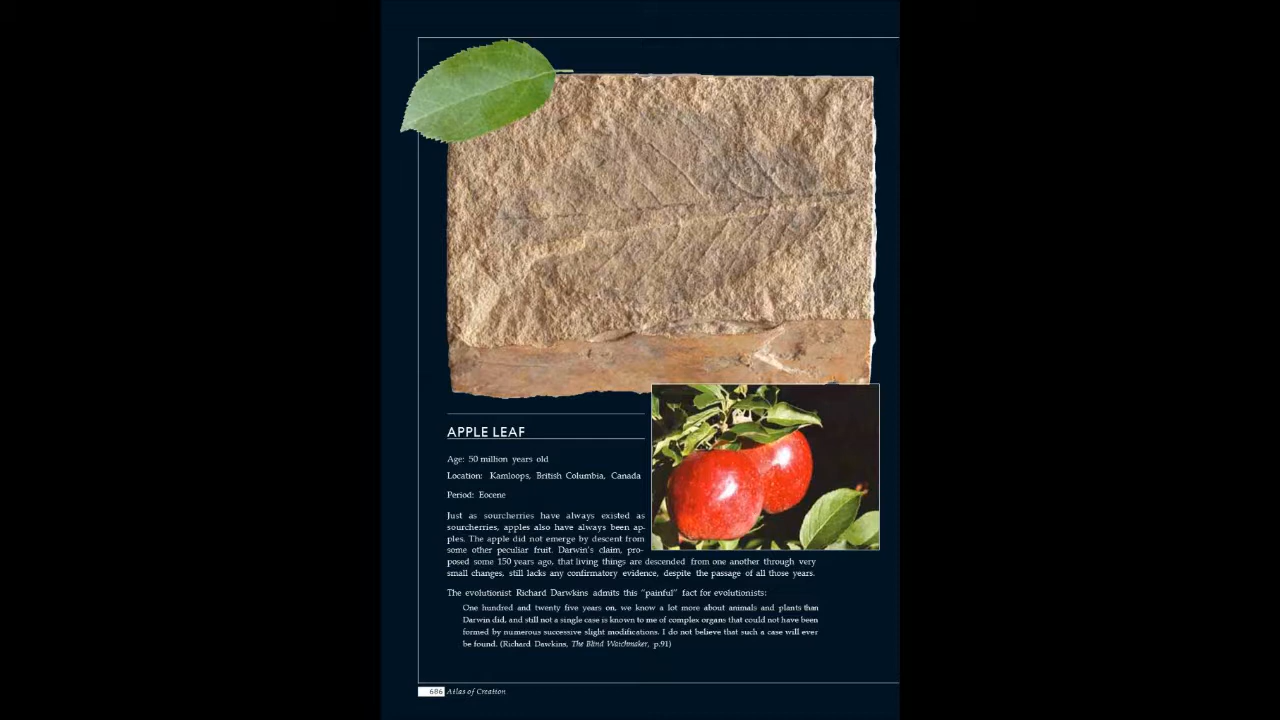 APPLE LEAF
Age: 50 million years old
Location: Kamloops, British Columbia, Canada
Period: Eocene
Just as sourcherries have always existed as
sourcherries, apples also have always been ap-
ples. The apple did not emerge by descent from
some other peculiar fruit. Darwin's claim, pro-
posed some 150 years ago, that living things are descended from one another through very
small changes, still lacks any confirmatory evidence, despite the passage of all those years.
The evolutionist Richard Darwkins admits this "painful" fact for evolutionists:
One hundred and twenty five years on, we know a lot more about animals and plants than
Darwin did, and still not a single case is known to me of complex organs that could not have been
formed by numerous successive slight modifications. I do not believe that such a case will ever
be found. (Richard Dawkins, The Blind Watchmaker, p.91)
686 Atlas of Creation